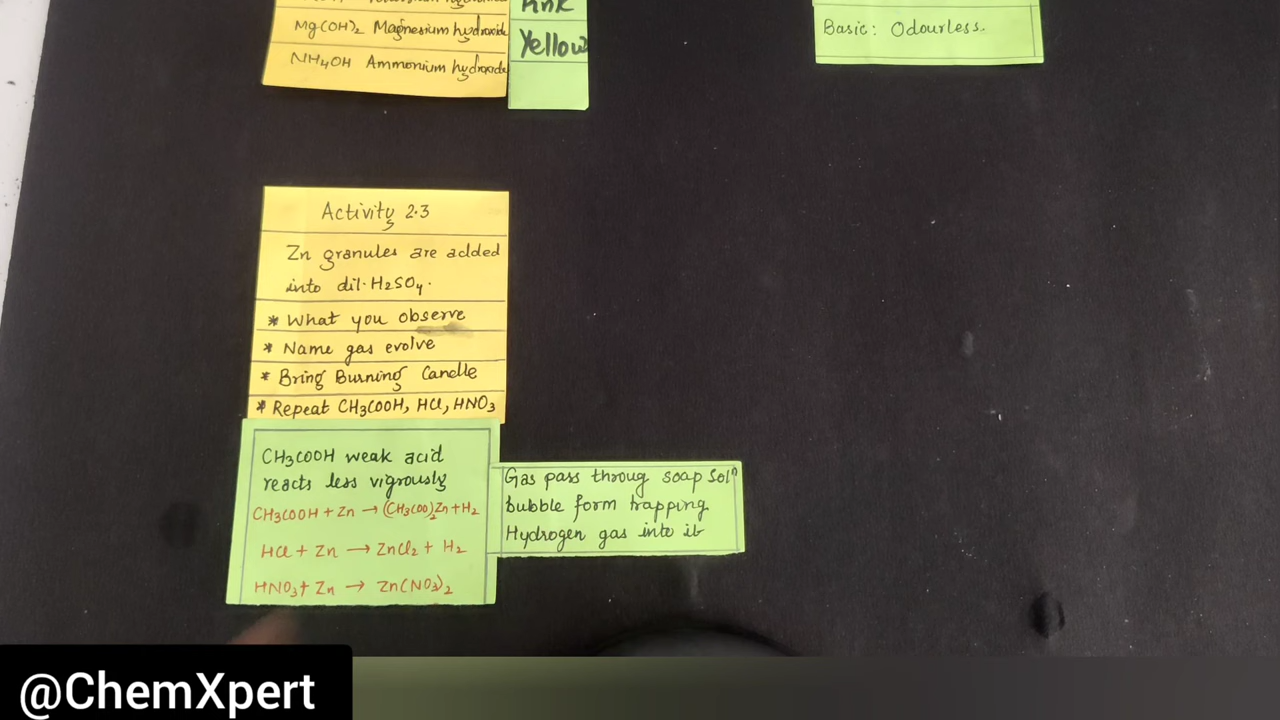 Mg(OH)₂ Magnesium hydroxide
NH₄OH Ammonium hydroxide
Pink
Yellow
Basic: Odourless.
Activity 2.3
Zn granules are added
into dil. H₂SO₄.
* What you observe
* Name gas evolve
* Bring Burning Candle
* Repeat CH₃COOH, HCl, HNO₃
CH₃COOH weak acid
reacts less vigrously
CH₃COOH + Zn → (CH₃COO)₂Zn + H₂
HCl + Zn → ZnCl₂ + H₂
HNO₃ + Zn → Zn(NO₃)₂
Gas pass throug soap solⁿ
bubble form trapping
Hydrogen gas into it
@ChemXpert